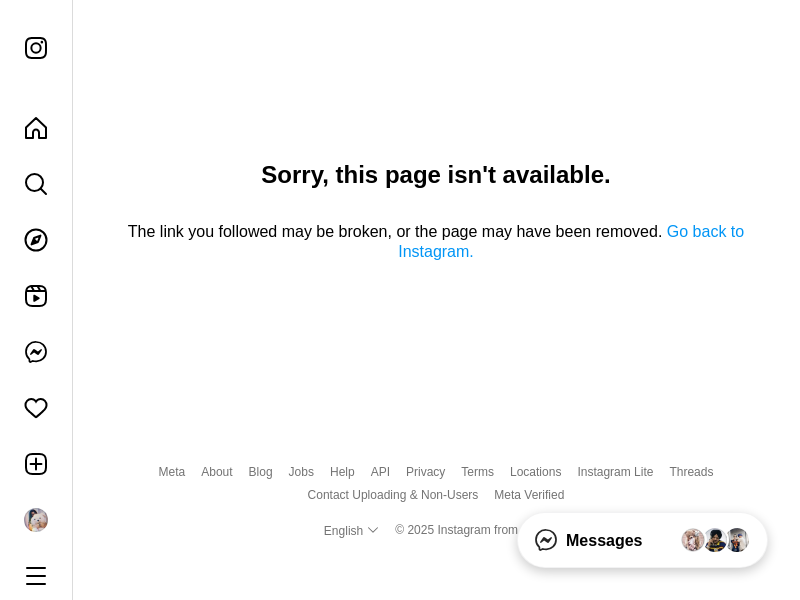 Sorry, this page isn't available.
The link you followed may be broken, or the page may have been removed. Go back to
Instagram.
Meta About Blog Jobs Help API Privacy Terms Locations Instagram Lite Threads
Contact Uploading & Non-Users Meta Verified
English © 2025 Instagram from
Messages